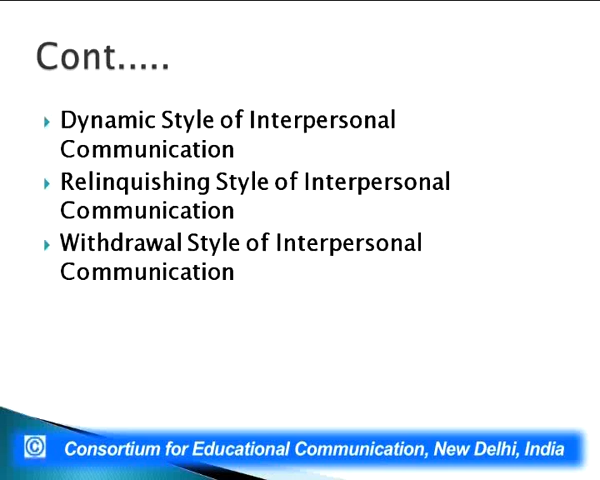 Cont.....
Dynamic Style of Interpersonal
Communication
Relinquishing Style of Interpersonal
Communication
Withdrawal Style of Interpersonal
Communication
© Consortium for Educational Communication, New Delhi, India